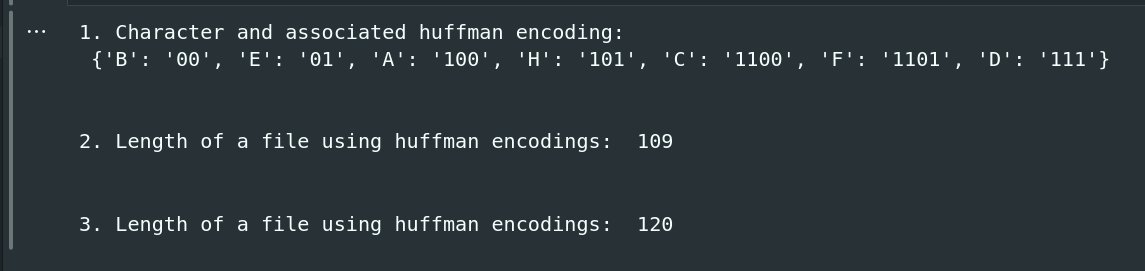 1. Character and associated huffman encoding:
{'B': '00', 'E': '01', 'A': '100', 'H': '101', 'C': '1100', 'F': '1101', 'D': '111'}
2. Length of a file using huffman encodings:  109
3. Length of a file using huffman encodings:  120